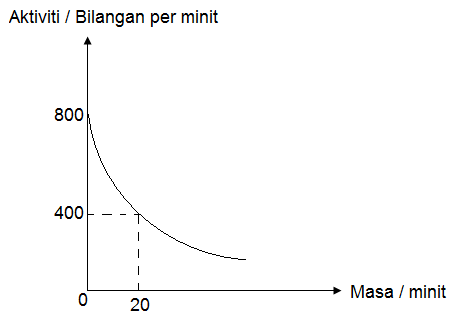 Aktiviti / Bilangan per minit
800
400
0
20
Masa / minit